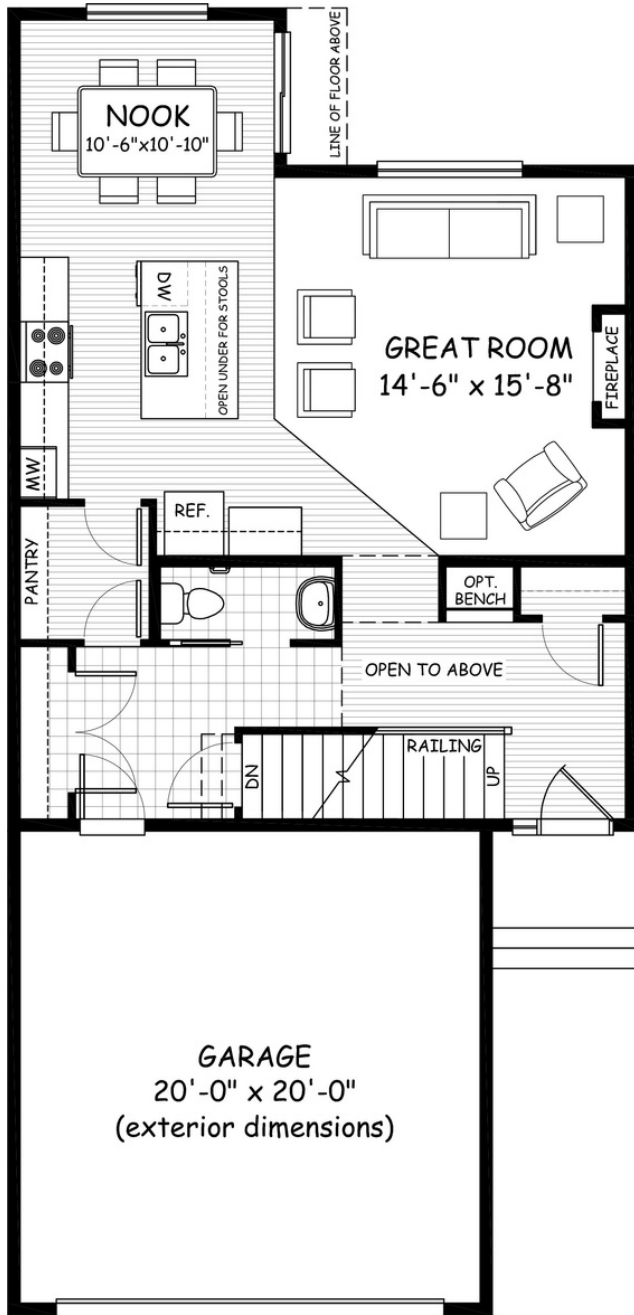 LINE OF FLOOR ABOVE
NOOK
10'-6"x10'-10"
DW
OPEN UNDER FOR STOOLS
GREAT ROOM
14'-6" x 15'-8"
FIREPLACE
MW
REF.
PANTRY
OPT.
BENCH
OPEN TO ABOVE
RAILING
DN
UP
GARAGE
20'-0" x 20'-0"
(exterior dimensions)